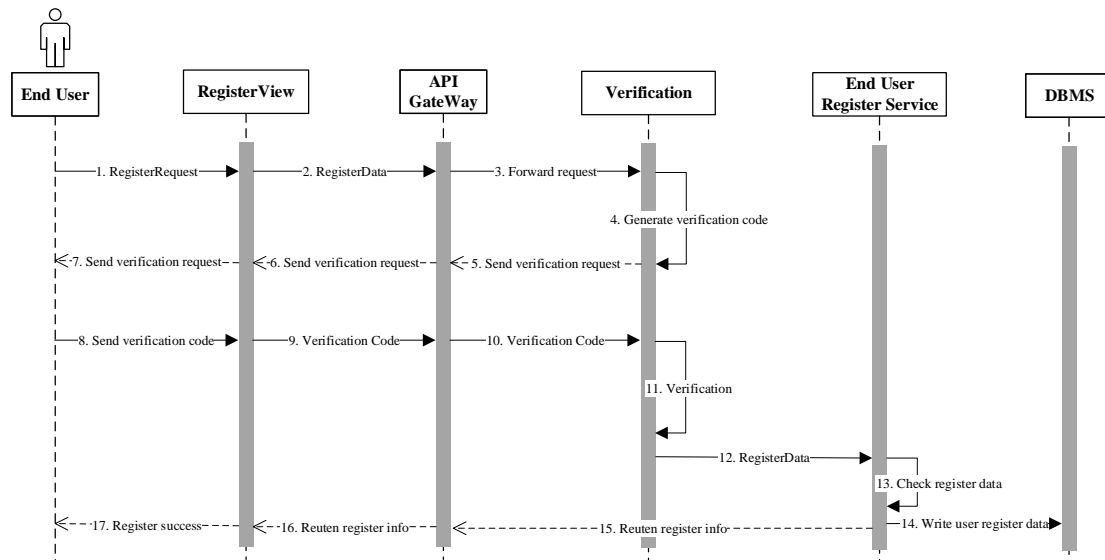 End User
RegisterView
API
GateWay
Verification
End User
Register Service
DBMS
1. RegisterRequest
2. RegisterData
3. Forward request
4. Generate verification code
7. Send verification request
6. Send verification request
5. Send verification request
8. Send verification code
9. Verification Code
10. Verification Code
11. Verification
12. RegisterData
13. Check register data
17. Register success
16. Reuten register info
15. Reuten register info
14. Write user register data